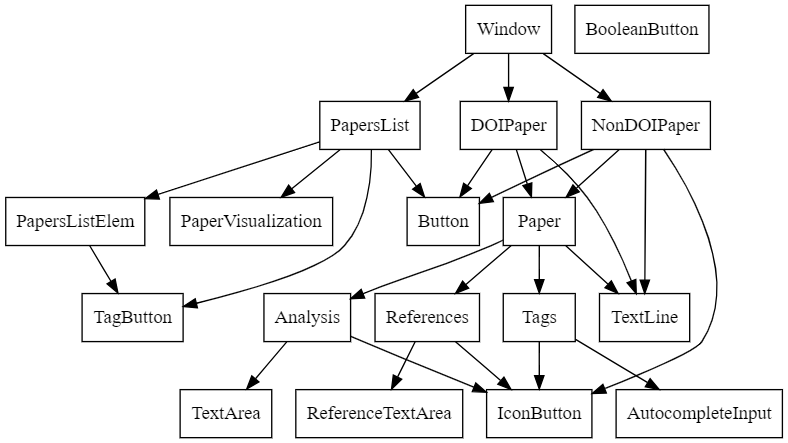 Window
BooleanButton
PapersList
DOIPaper
NonDOIPaper
PapersListElem
PaperVisualization
Button
Paper
TagButton
Analysis
References
Tags
TextLine
TextArea
ReferenceTextArea
IconButton
AutocompleteInput